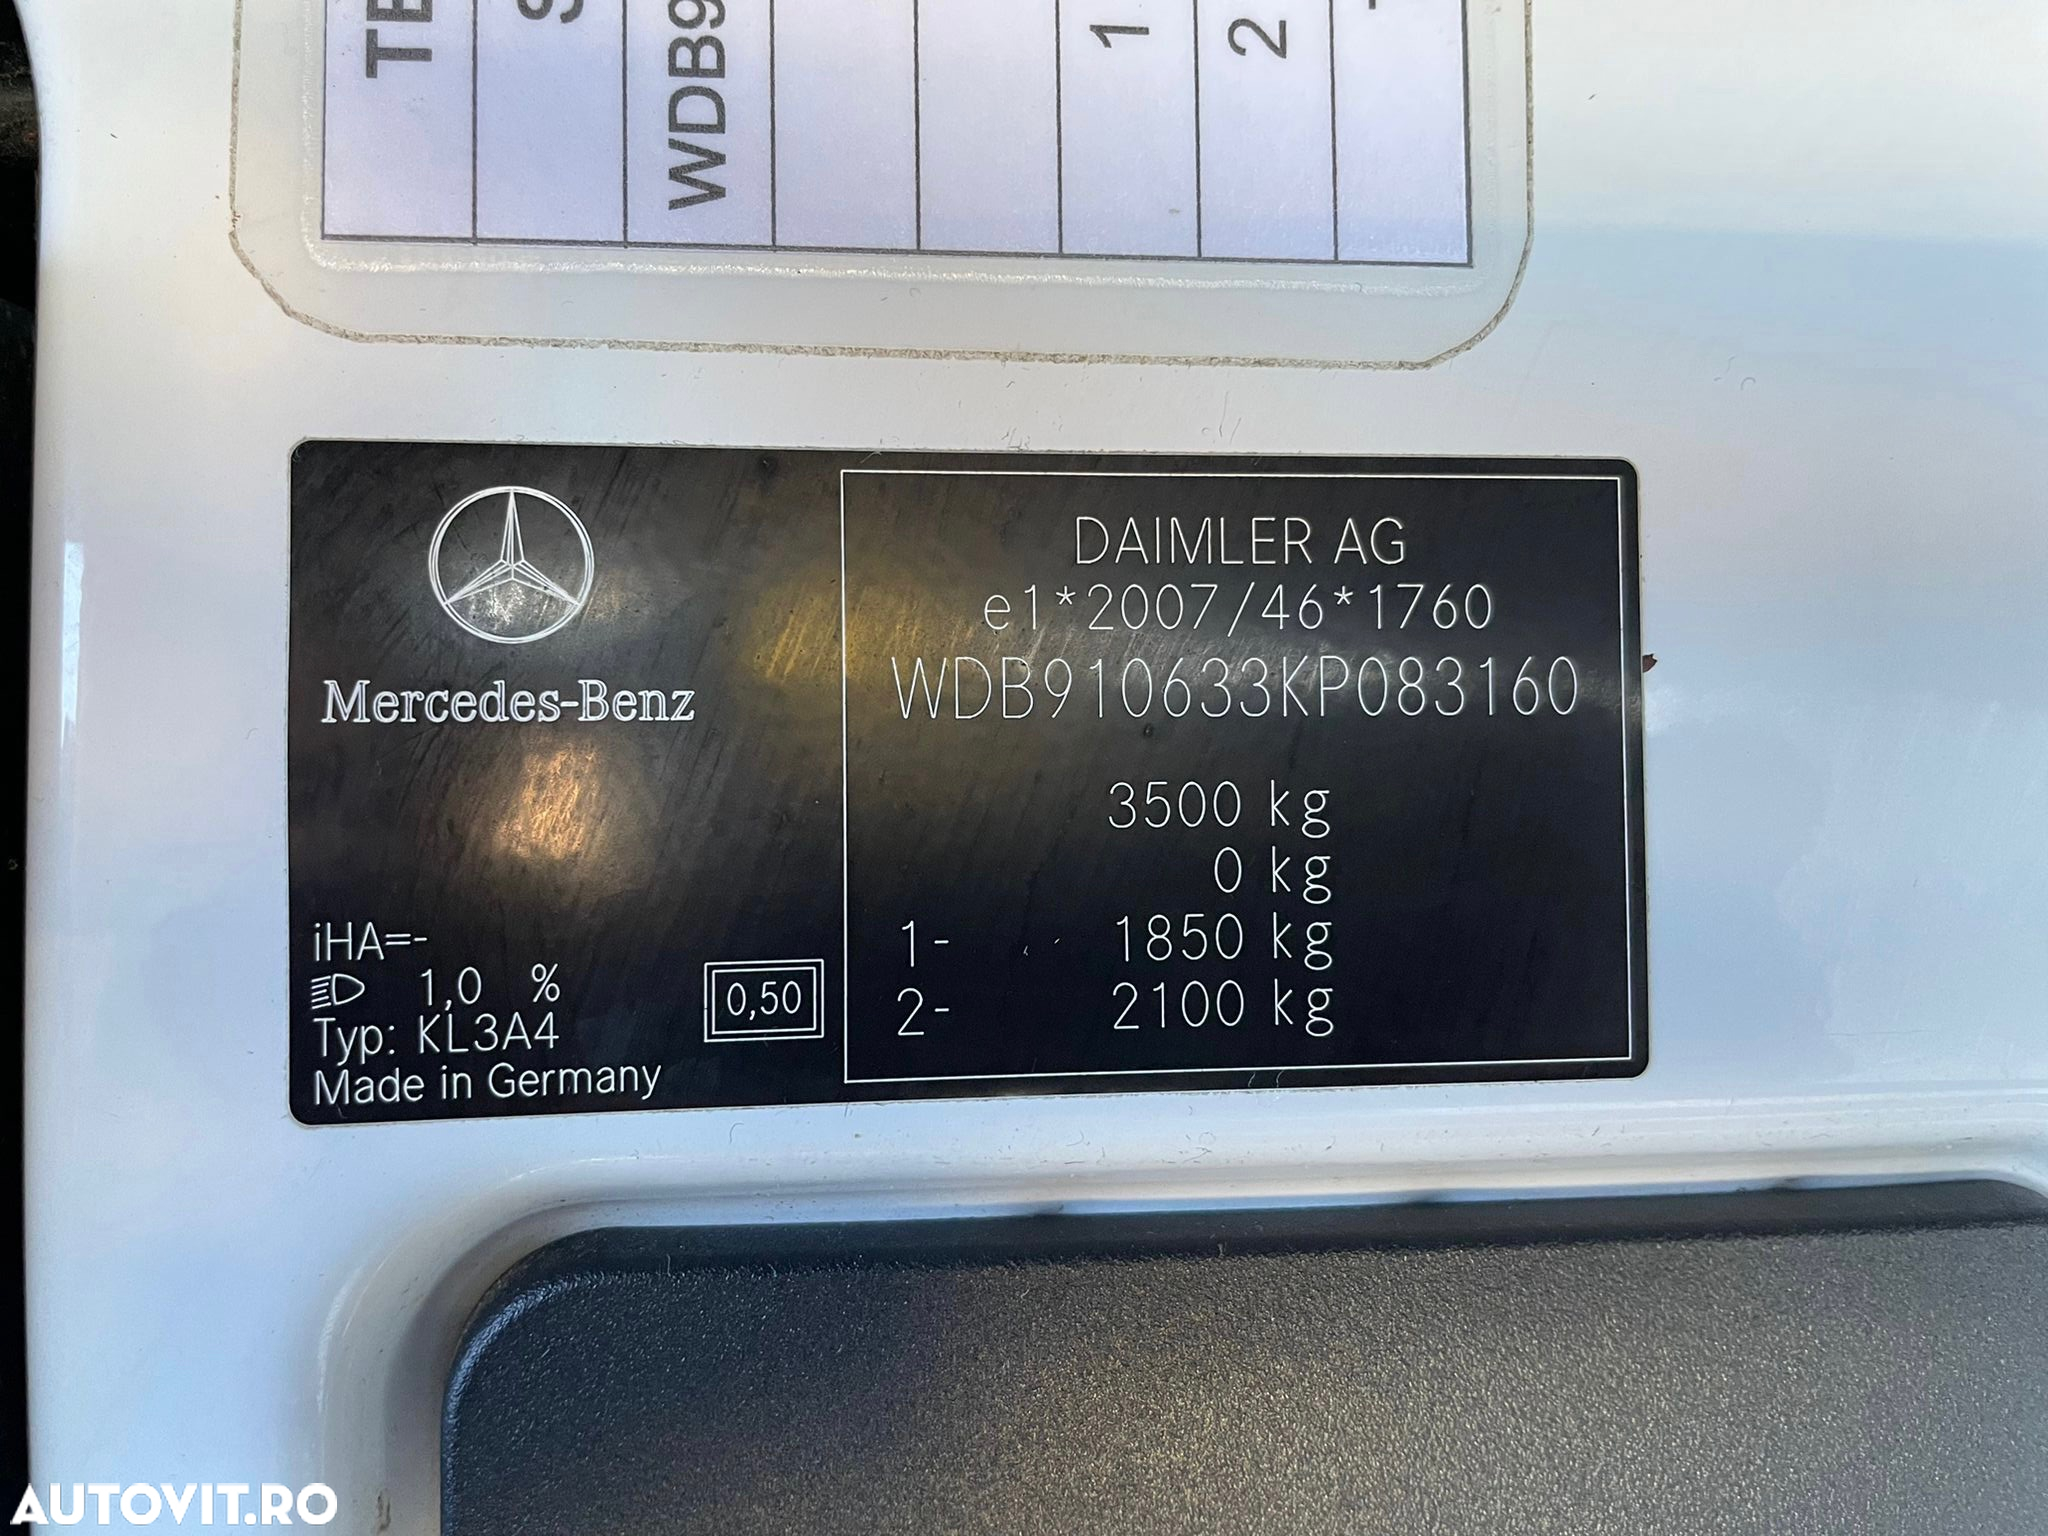 TE
S
WDB9
1
2
Mercedes-Benz
iHA=-
1,0 %
Typ: KL3A4
Made in Germany
0,50
DAIMLER AG
e1*2007/46*1760
WDB910633KP083160
3500 kg
0 kg
1- 1850 kg
2- 2100 kg
AUTOVIT.RO